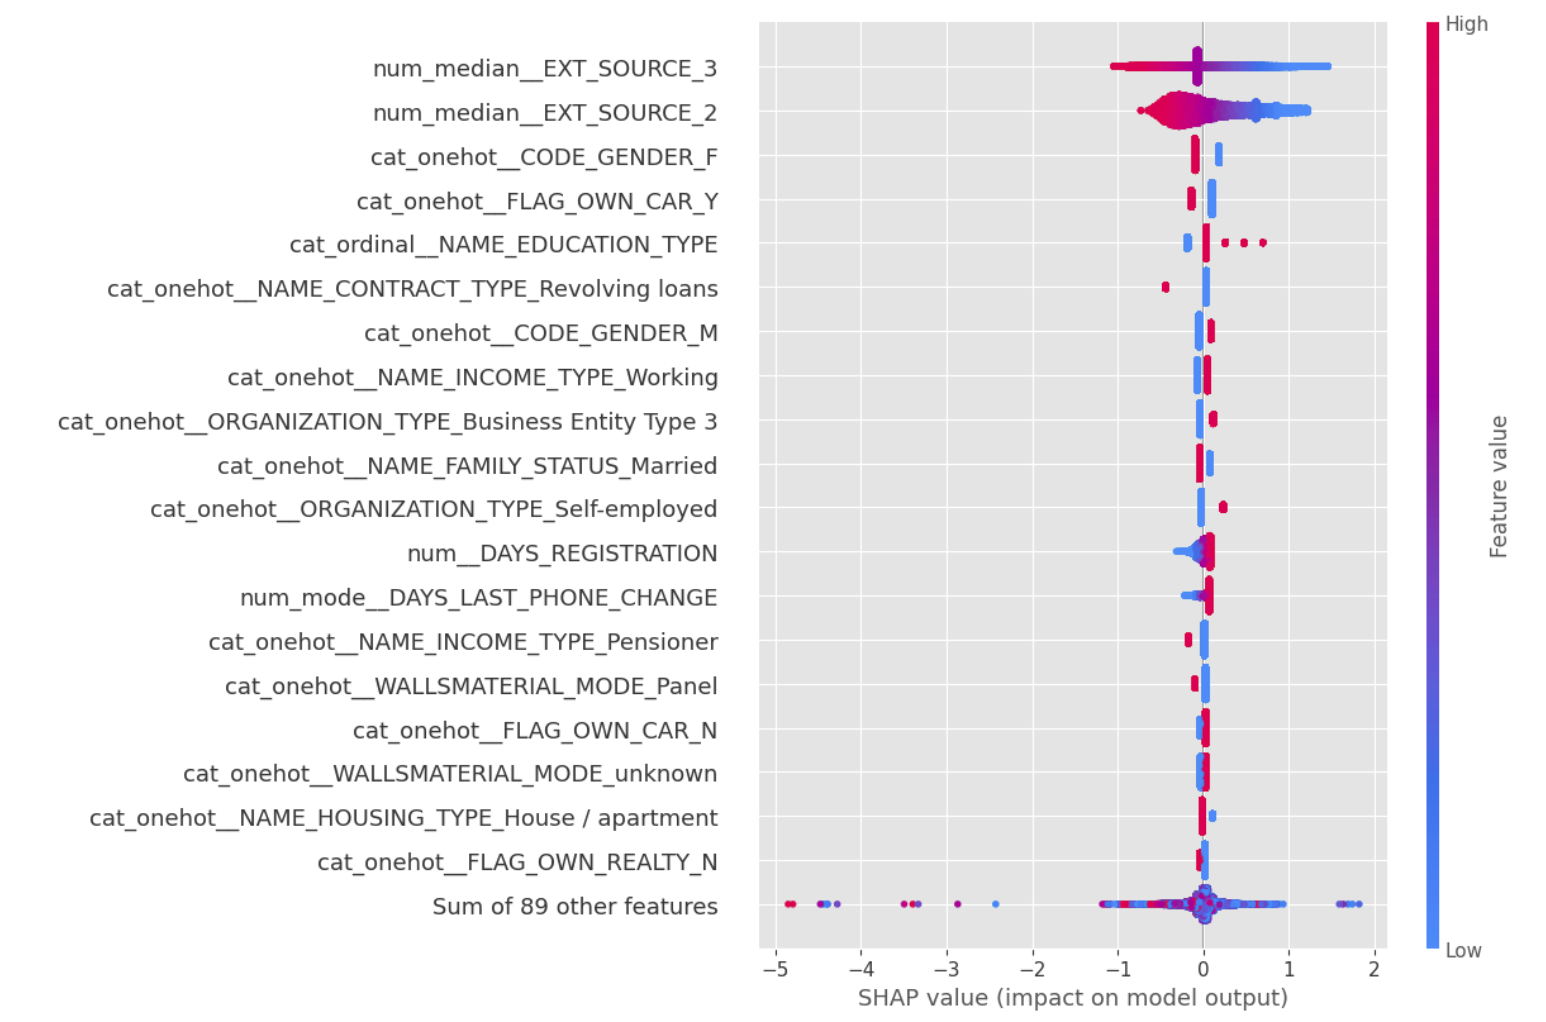 High
num_median__EXT_SOURCE_3
num_median__EXT_SOURCE_2
cat_onehot__CODE_GENDER_F
cat_onehot__FLAG_OWN_CAR_Y
cat_ordinal__NAME_EDUCATION_TYPE
cat_onehot__NAME_CONTRACT_TYPE_Revolving loans
cat_onehot__CODE_GENDER_M
cat_onehot__NAME_INCOME_TYPE_Working
cat_onehot__ORGANIZATION_TYPE_Business Entity Type 3
cat_onehot__NAME_FAMILY_STATUS_Married
cat_onehot__ORGANIZATION_TYPE_Self-employed
num__DAYS_REGISTRATION
num_mode__DAYS_LAST_PHONE_CHANGE
cat_onehot__NAME_INCOME_TYPE_Pensioner
cat_onehot__WALLSMATERIAL_MODE_Panel
cat_onehot__FLAG_OWN_CAR_N
cat_onehot__WALLSMATERIAL_MODE_unknown
cat_onehot__NAME_HOUSING_TYPE_House / apartment
cat_onehot__FLAG_OWN_REALTY_N
Sum of 89 other features
Feature value
Low
−5 −4 −3 −2 −1 0 1 2
SHAP value (impact on model output)